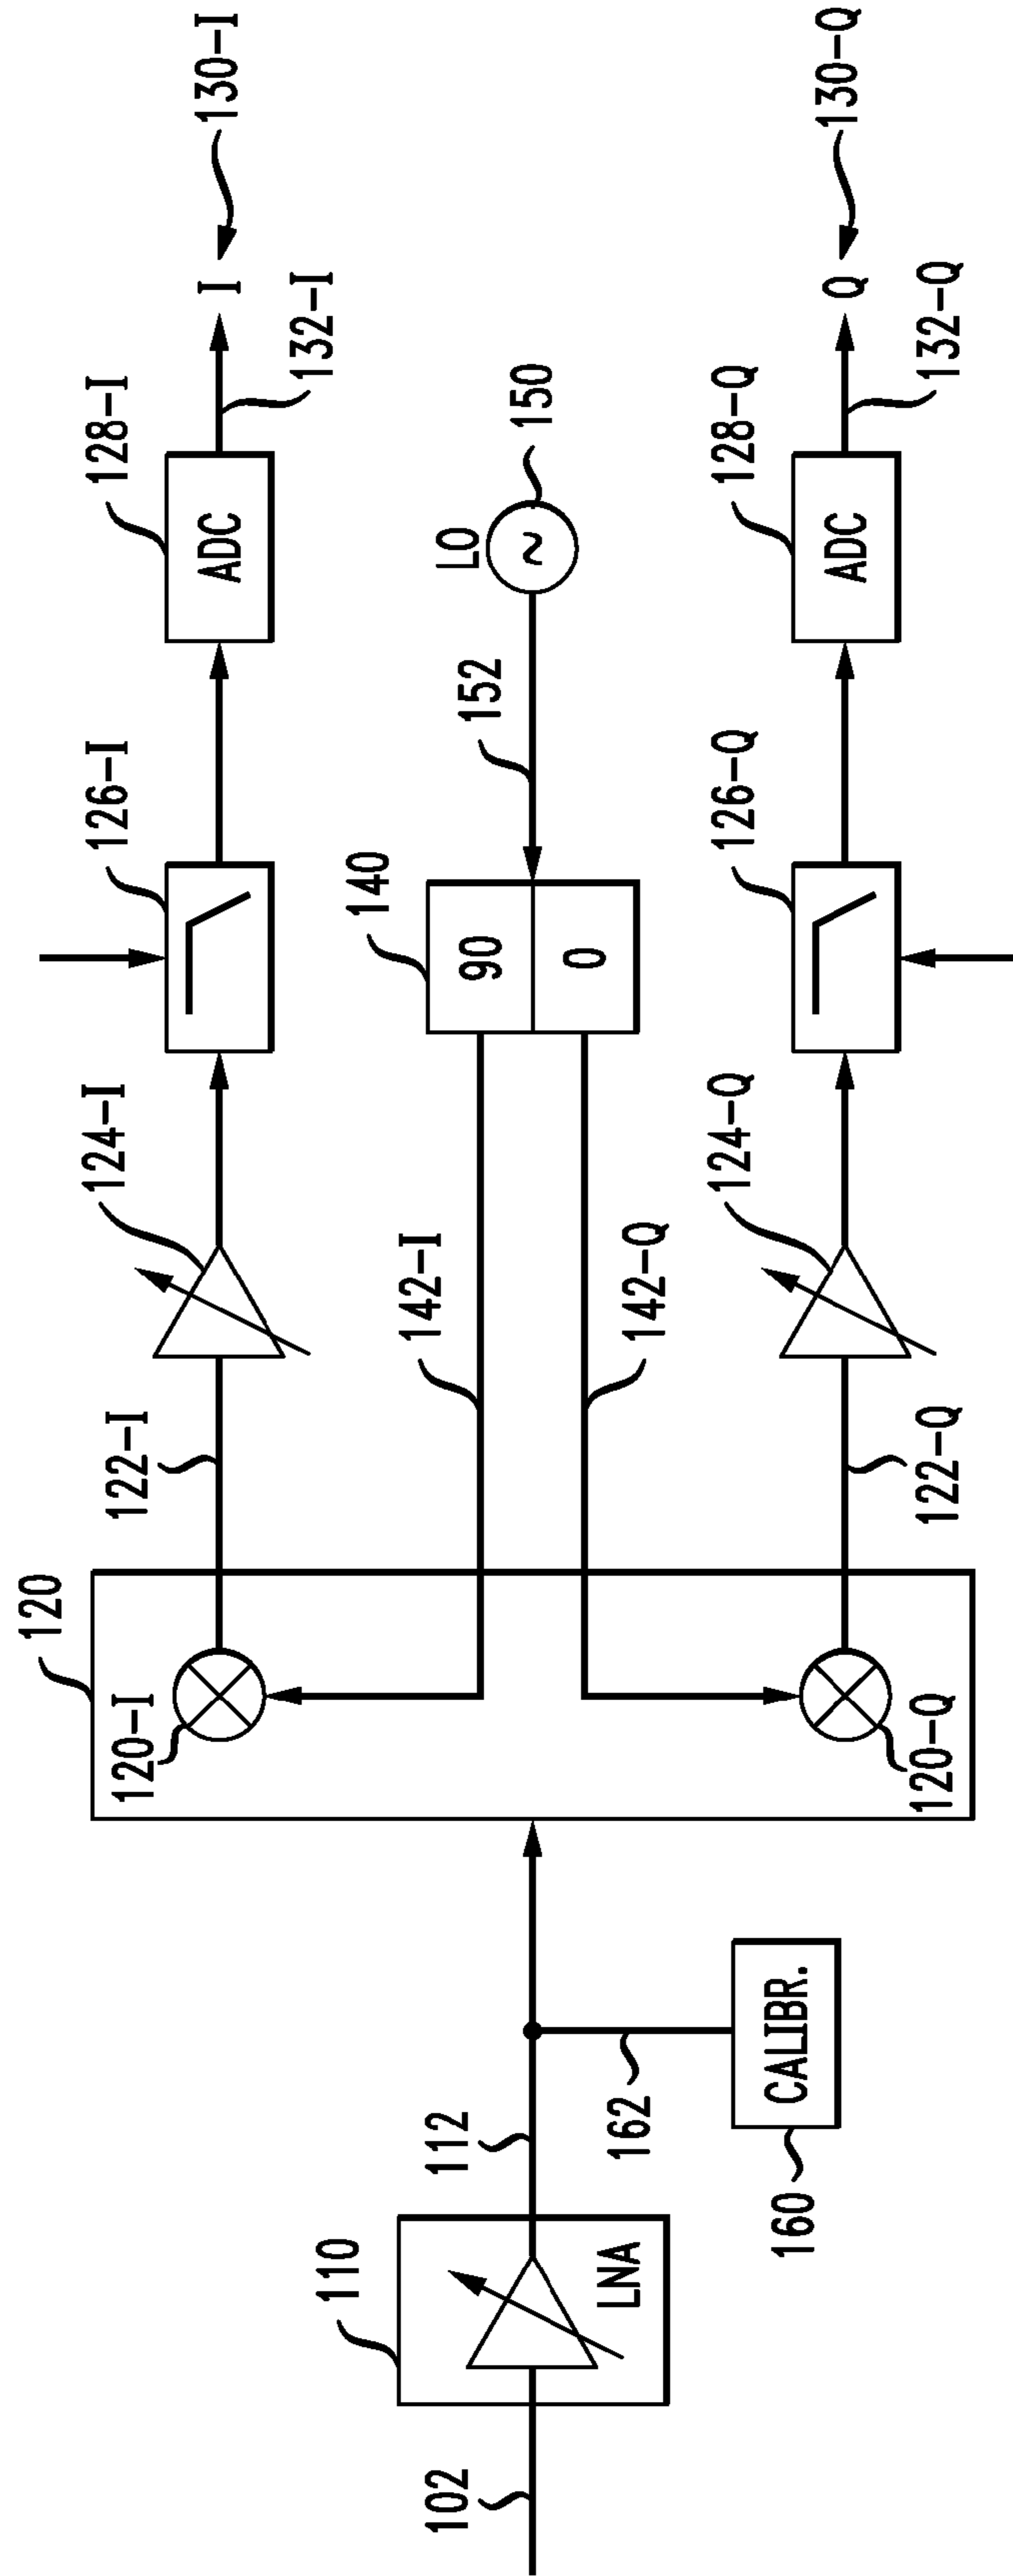 130-I
I
132-I
128-I
ADC
126-I
124-I
122-I
120
120-I
LO
150
152
140
90
0
142-I
142-Q
130-Q
Q
132-Q
128-Q
ADC
126-Q
124-Q
122-Q
120-Q
110
LNA
112
102
162
CALIBR.
160
~